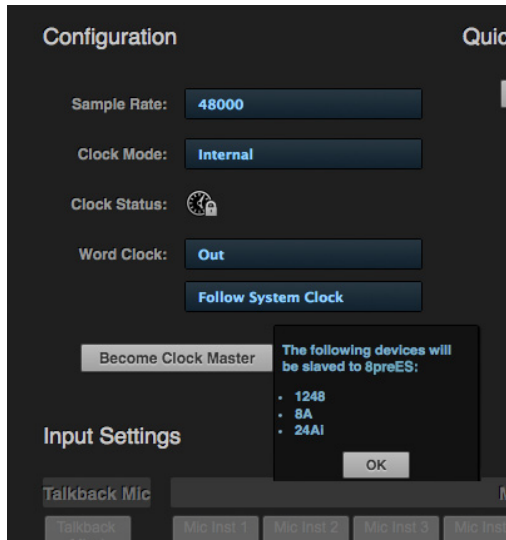 Configuration
Quic
Sample Rate: 48000
Clock Mode: Internal
Clock Status:
Word Clock: Out
Follow System Clock
Become Clock Master
The following devices will
be slaved to 8preES:
• 1248
• 8A
• 24Ai
OK
Input Settings
Talkback Mic
M
Talkback
Mic Inst 1
Mic Inst 2
Mic Inst 3
Mic Inst